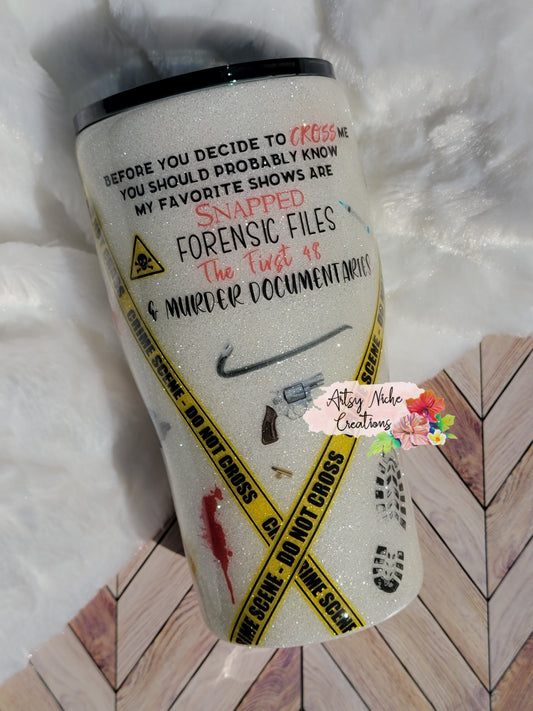 BEFORE YOU DECIDE TO CROSS ME
YOU SHOULD PROBABLY KNOW
MY FAVORITE SHOWS ARE
SNAPPED
FORENSIC FILES
The First 48
& MURDER DOCUMENTARIES
Artsy Niche
Creations
CRIME SCENE - DO NOT CROSS
CRIME SCENE - DO NOT CROSS